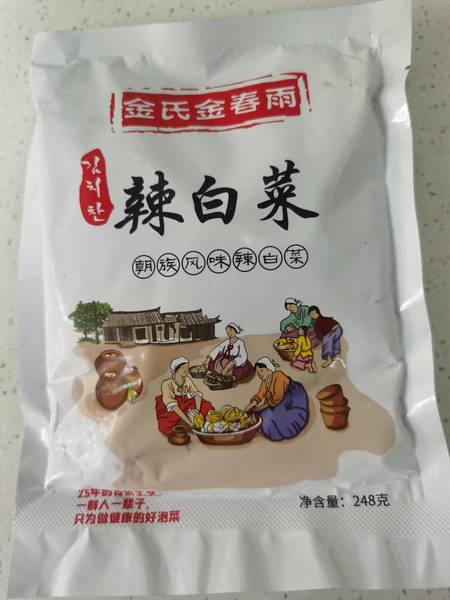 金氏金春雨
김치찬
辣白菜
朝族风味辣白菜
一群人一辈子,
只为做健康的好泡菜
净含量：248克